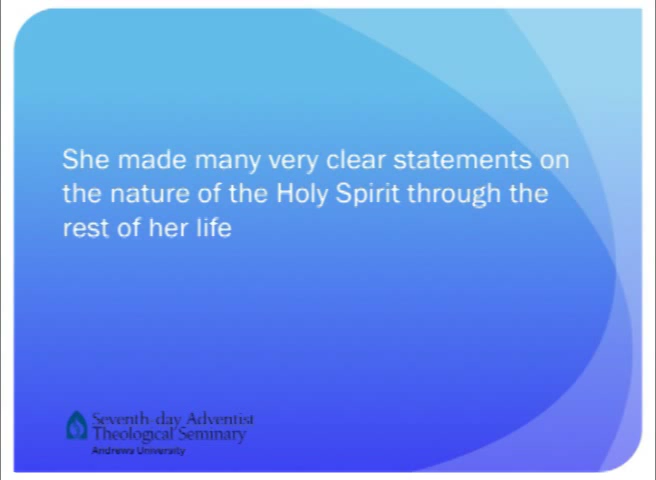 She made many very clear statements on
the nature of the Holy Spirit through the
rest of her life
Seventh-day Adventist
Theological Seminary
Andrews University